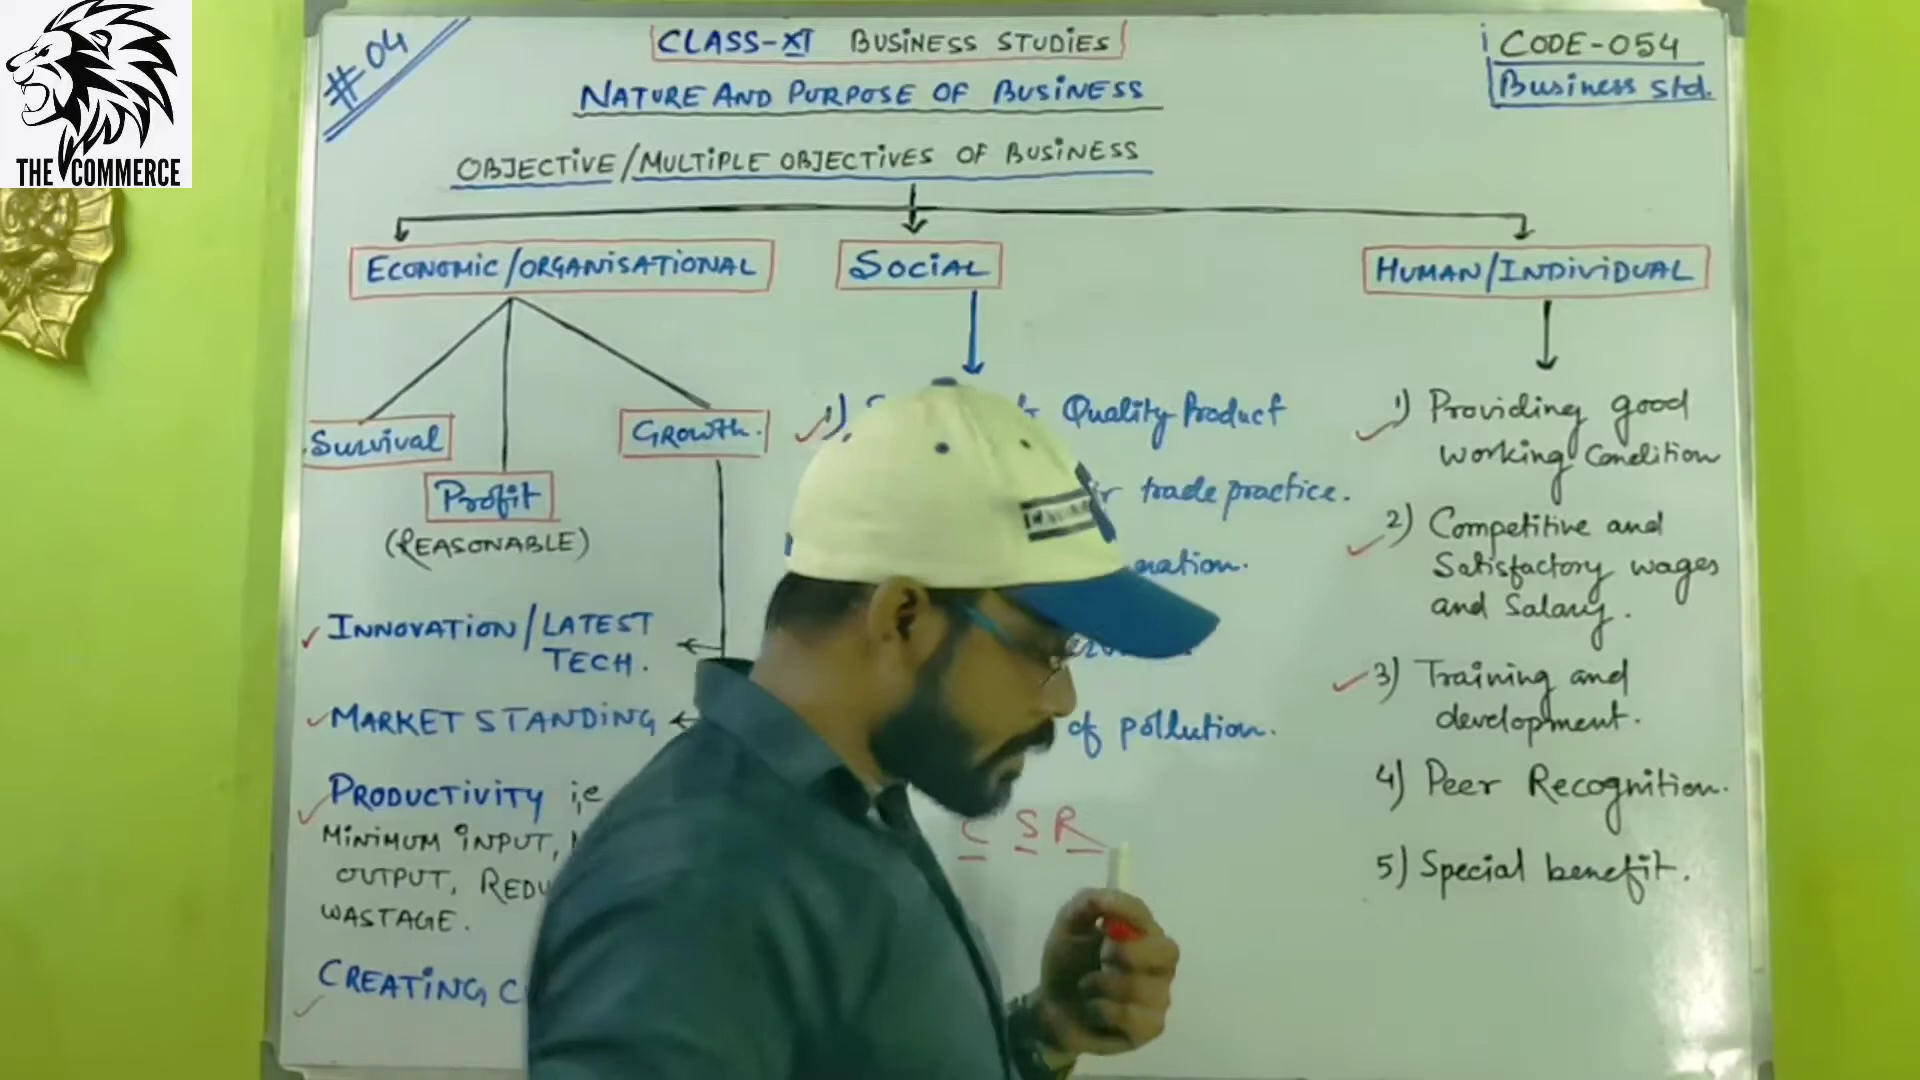 THE COMMERCE
#04
CLASS-XI BUSINESS STUDIES
CODE-054
Business Std.
NATURE AND PURPOSE OF BUSINESS
OBJECTIVE/MULTIPLE OBJECTIVES OF BUSINESS
ECONOMIC/ORGANISATIONAL
Survival
Profit
(REASONABLE)
GROWTH.
INNOVATION/LATEST
TECH.
MARKET STANDING
PRODUCTIVITY i,e
MINIMUM INPUT,
OUTPUT,
WASTAGE.
CREATING
SOCIAL
1) Quality Product
trade practice.
of pollution.
C S R
HUMAN/INDIVIDUAL
1) Providing good
working Condition
2) Competitive and
Satisfactory wages
and Salary.
3) Training and
development.
4) Peer Recognition.
5) Special benefit.